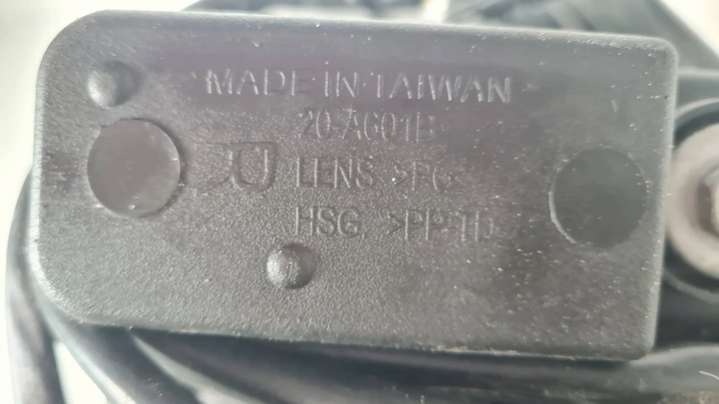 MADE IN TAIWAN
20-A601B
LENS >PC<
HSG. >PP-TD